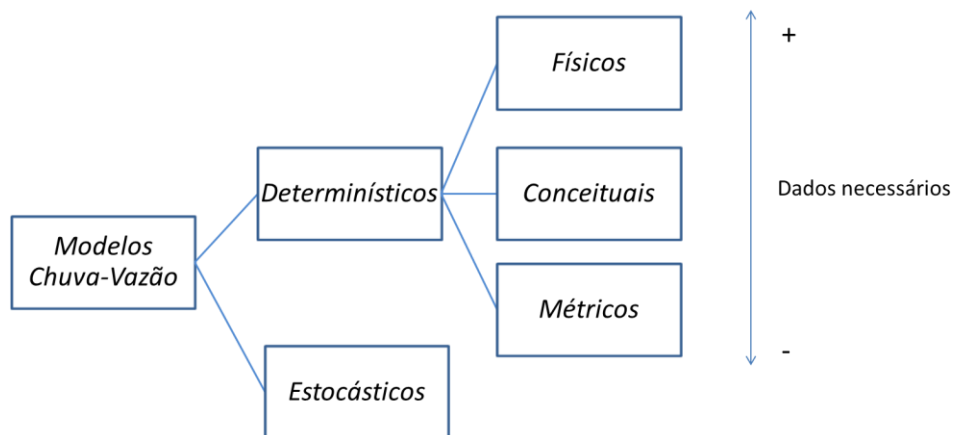 Modelos
Chuva-Vazão
Determinísticos
Estocásticos
Físicos
Conceituais
Métricos
+
Dados necessários
-